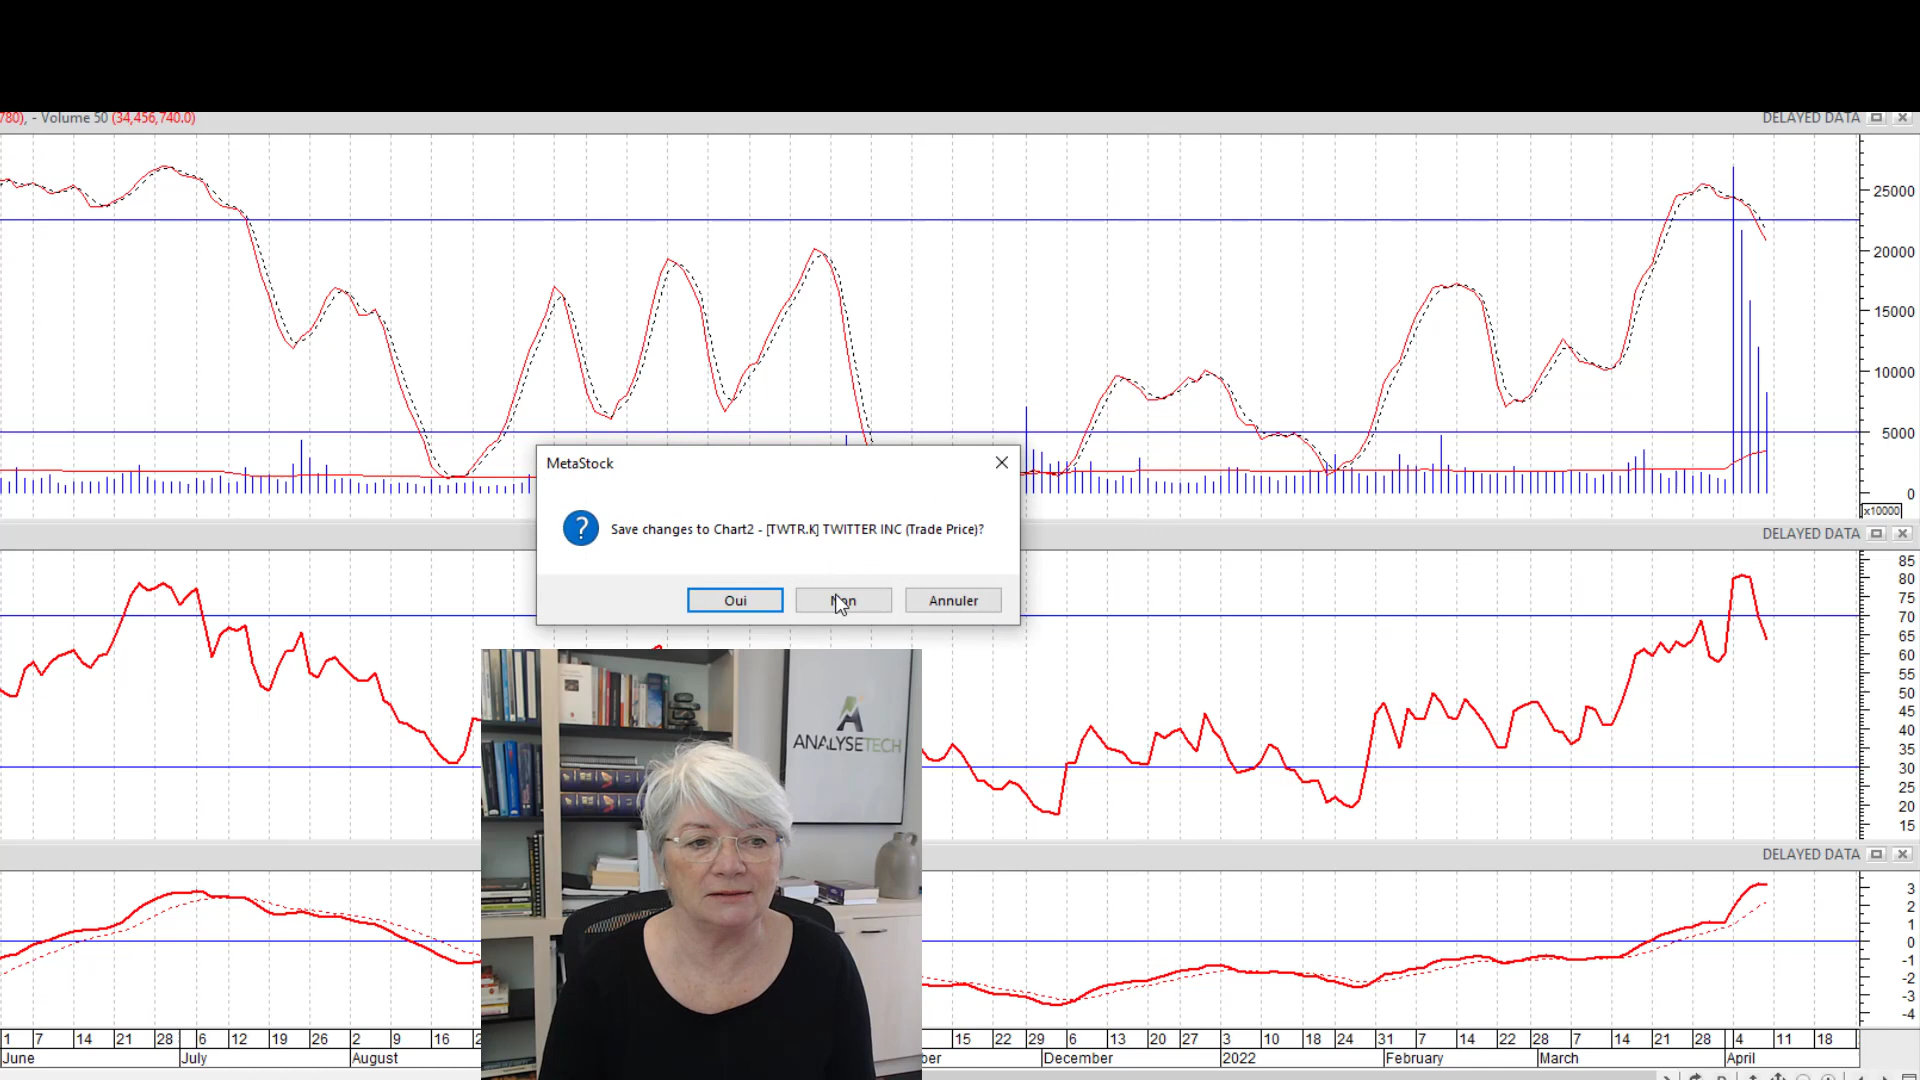 780), - Volume 50 (34,456,740.0)
DELAYED DATA
25000
20000
15000
10000
5000
0
x10000
MetaStock
Save changes to Chart2 - [TWTR.K] TWITTER INC (Trade Price)?
Oui
Annuler
DELAYED DATA
85
80
75
70
65
60
55
50
45
40
35
30
25
20
15
ANALYSETECH
DELAYED DATA
3
2
1
0
-1
-2
-3
-4
1 7 14 21 28 6 12 19 26 2 9 16 15 22 29 6 13 20 27 3 10 18 24 31 7 14 22 28 7 14 21 28 4 11 18
June July August December 2022 February March April